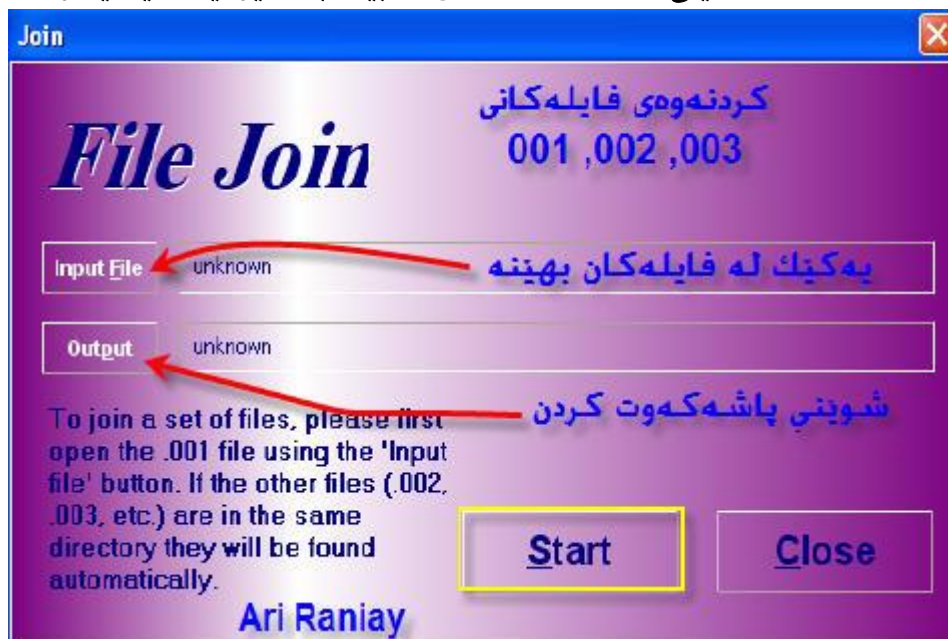 Join
کردنەوەی فایلەکانی
001 ,002 ,003
File Join
Input File
unknown
یەکێك لە فایلەکان بهێنە
Output
unknown
شوێنی پاشەکەوت کردن
To join a set of files, please first
open the .001 file using the 'Input
file' button. If the other files (.002,
.003, etc.) are in the same
directory they will be found
automatically.
Start
Close
Ari Raniay